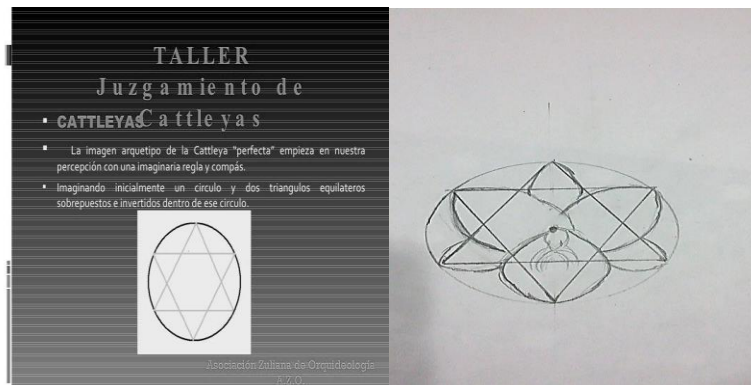 TALLER
Juzgamiento de
Cattleyas
CATTLEYAS
La imagen arquetipo de la Cattleya "perfecta" empieza en nuestra
percepción con una imaginaria regla y compás.
Imaginando inicialmente un circulo y dos triangulos equilateros
sobrepuestos e invertidos dentro de ese circulo.
Asociación Zuliana de Orquideología
A.Z.O.